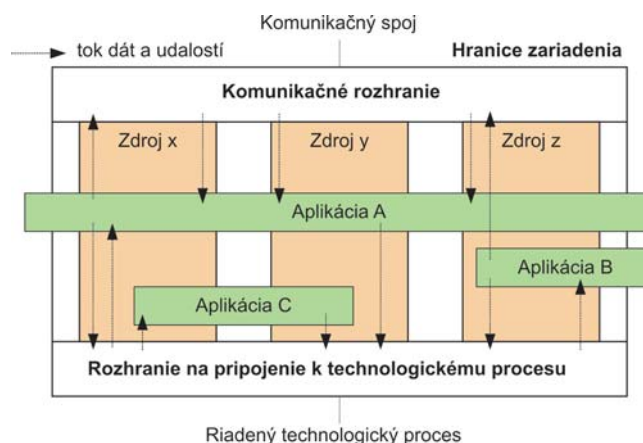 Komunikačný spoj
tok dát a udalostí
Hranice zariadenia
Komunikačné rozhranie
Zdroj x
Zdroj y
Zdroj z
Aplikácia A
Aplikácia B
Aplikácia C
Rozhranie na pripojenie k technologickému procesu
Riadený technologický proces